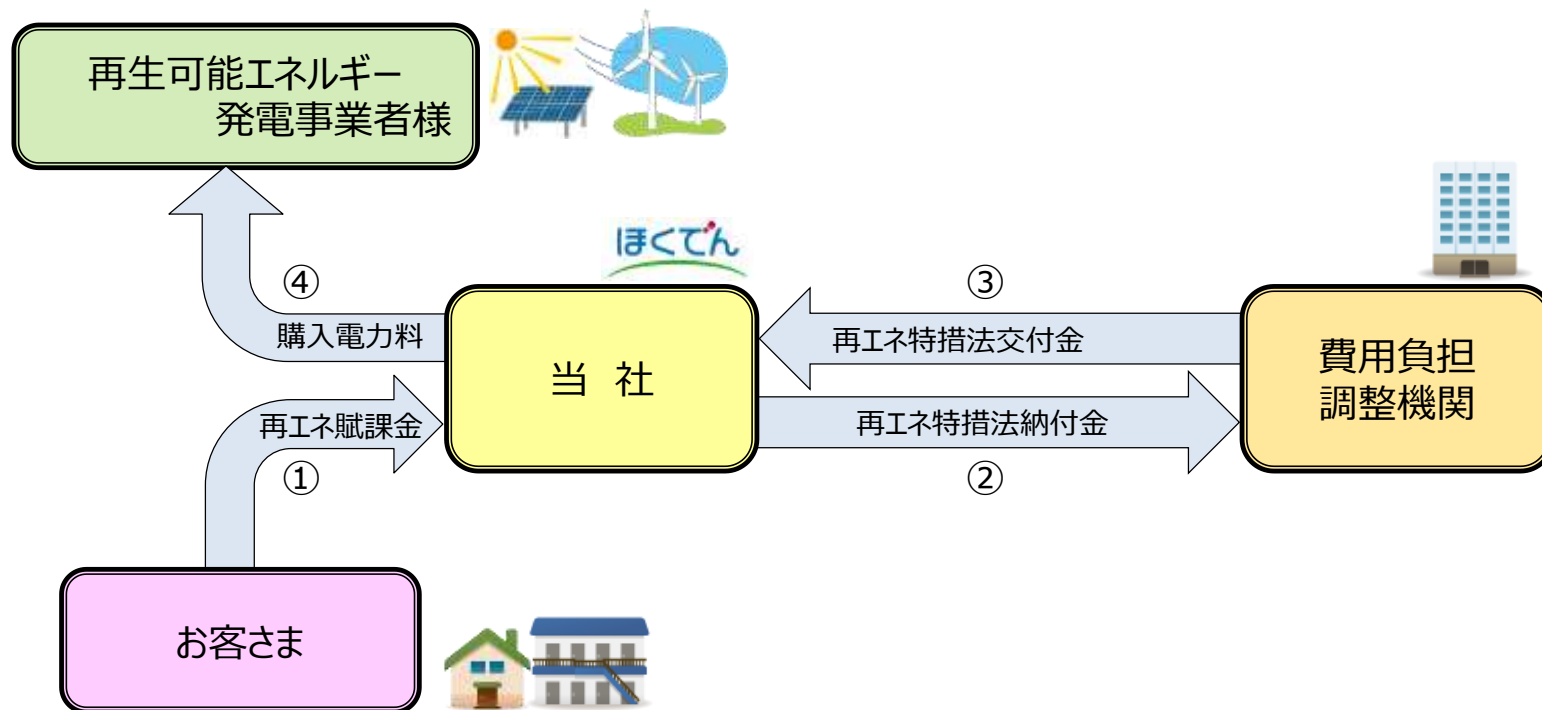 再生可能エネルギー
発電事業者様
ほくでん
④
購入電力料
③
再エネ特措法交付金
当 社
費用負担
調整機関
再エネ賦課金
①
再エネ特措法納付金
②
お客さま